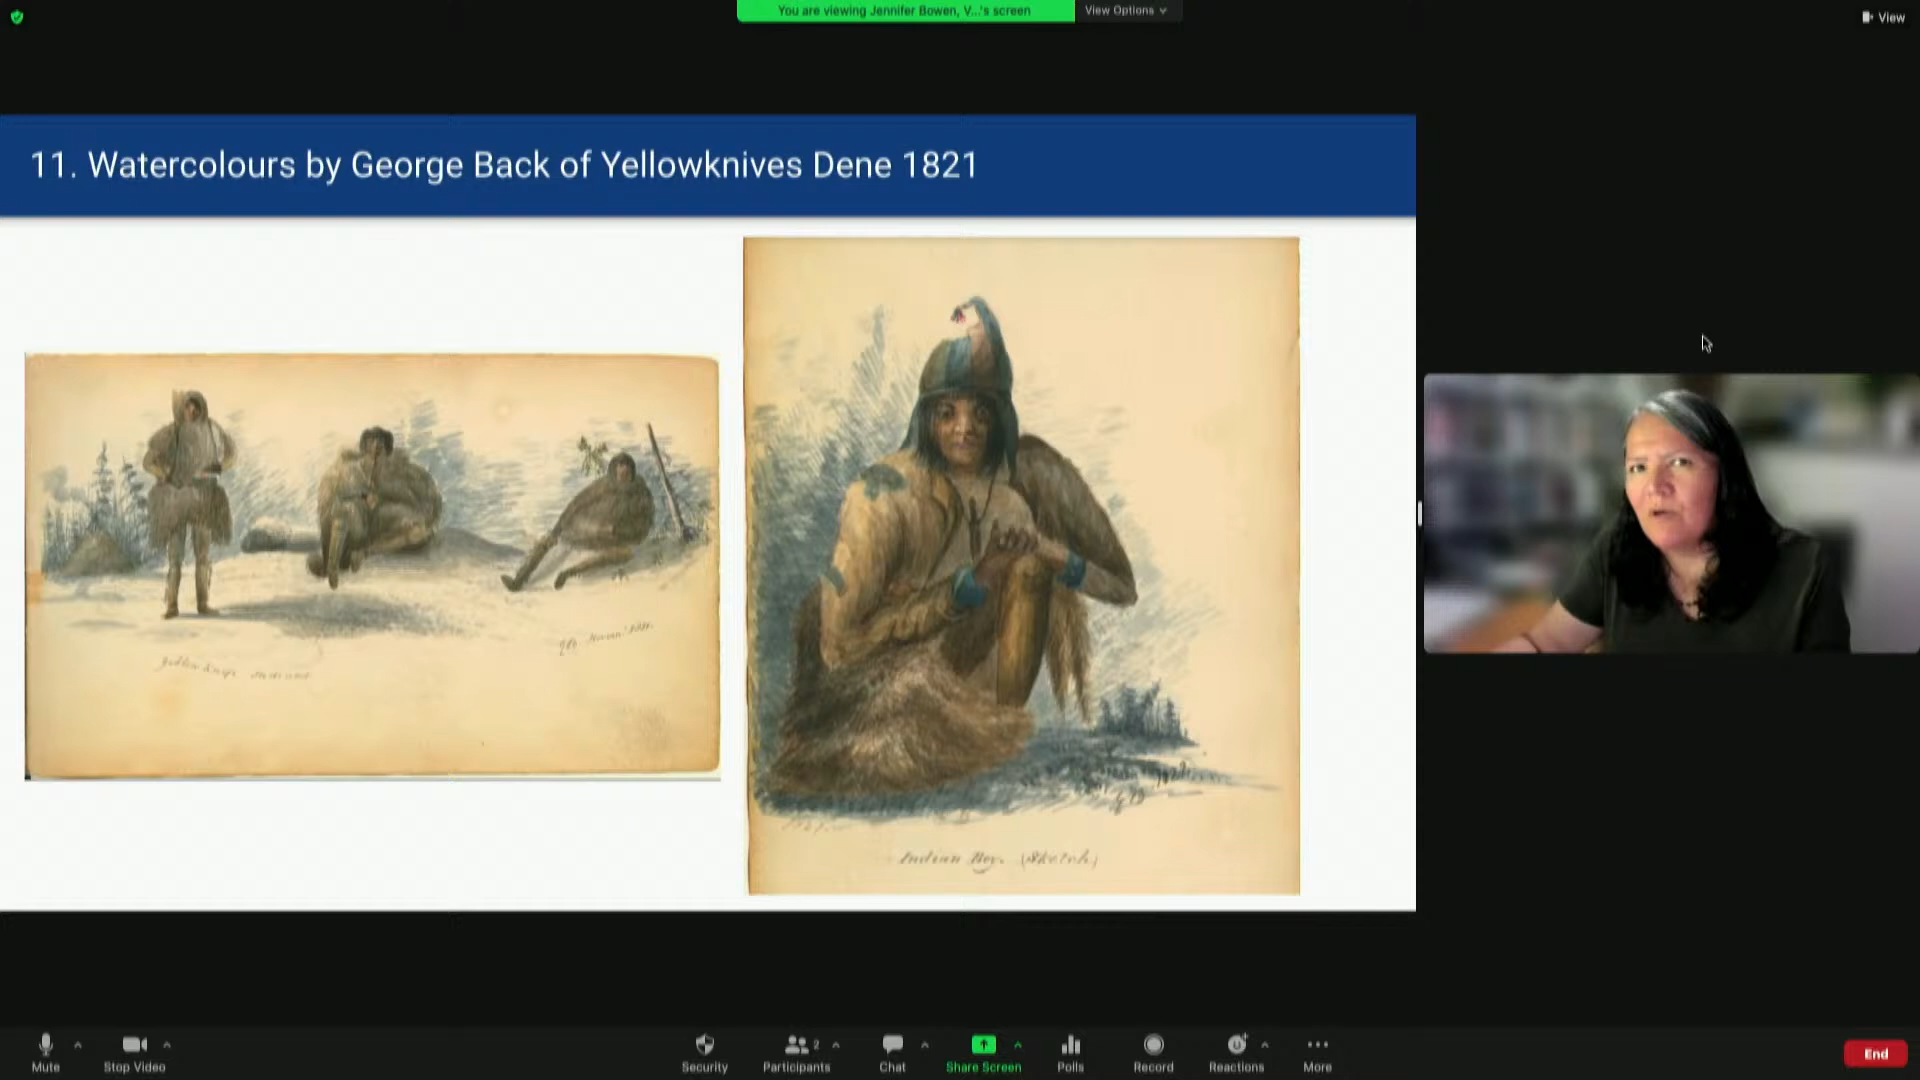 You are viewing Jennifer Bowen, V...'s screen
View Options
View
11. Watercolours by George Back of Yellowknives Dene 1821
Indian Boy. (Sketch)
Mute
Stop Video
Security
Participants
2
Chat
Share Screen
Polls
Record
Reactions
More
End